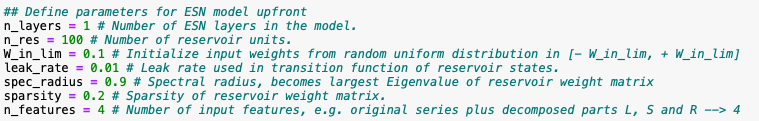 ## Define parameters for ESN model upfront
n_layers = 1 # Number of ESN layers in the model.
n_res = 100 # Number of reservoir units.
W_in_lim = 0.1 # Initialize input weights from random uniform distribution in [- W_in_lim, + W_in_lim]
leak_rate = 0.01 # Leak rate used in transition function of reservoir states.
spec_radius = 0.9 # Spectral radius, becomes largest Eigenvalue of reservoir weight matrix
sparsity = 0.2 # Sparsity of reservoir weight matrix.
n_features = 4 # Number of input features, e.g. original series plus decomposed parts L, S and R --> 4